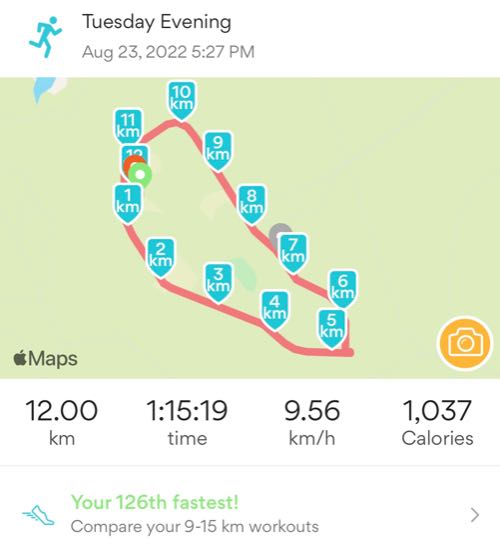 Tuesday Evening
Aug 23, 2022 5:27 PM
10
km
11
km
12
9
km
1
km
8
km
2
km
7
km
3
km
6
km
4
km
5
km
Maps
12.00 1:15:19 9.56 1,037
km time km/h Calories
Your 126th fastest!
Compare your 9-15 km workouts